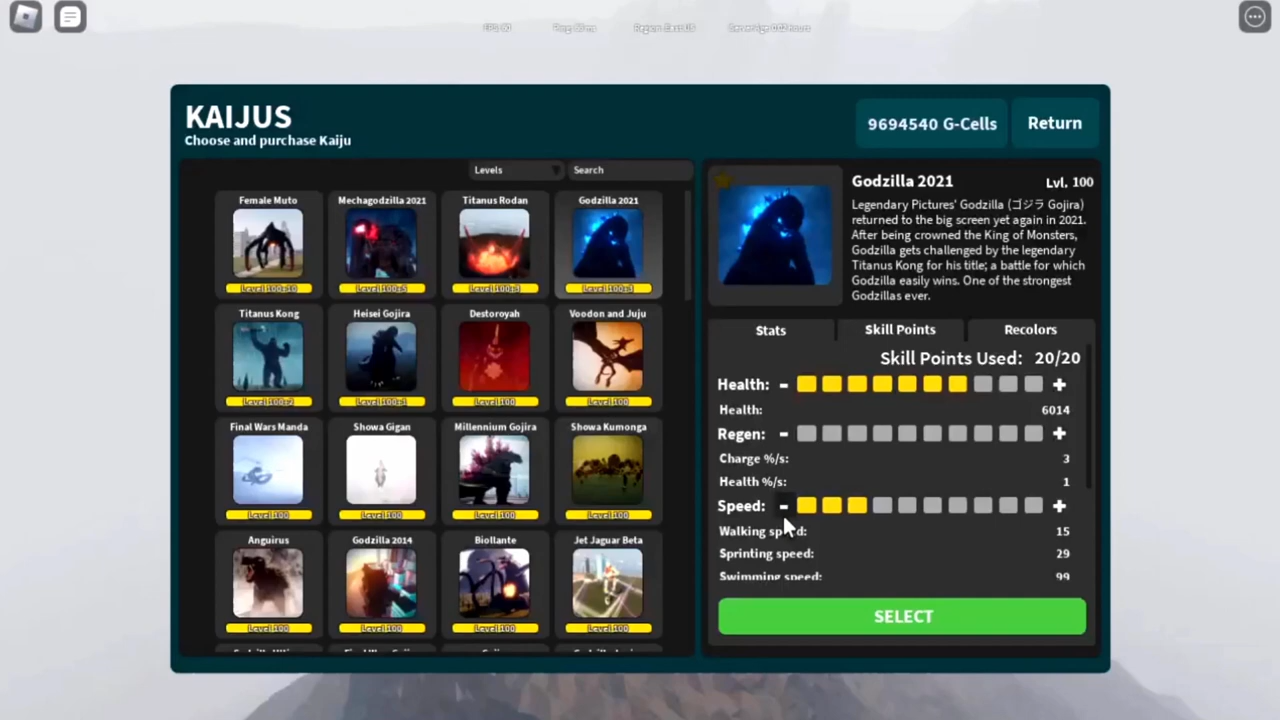 KAIJUS
Choose and purchase Kaiju
9694540 G-Cells
Return
Levels
Search
Female Muto
Mechagodzilla 2021
Titanus Rodan
Godzilla 2021
Titanus Kong
Heisei Gojira
Destoroyah
Voodon and Juju
Level 100
Final Wars Manda
Showa Gigan
Millennium Gojira
Showa Kumonga
Level 100
Level 100
Level 100
Level 100
Anguirus
Godzilla 2014
Biollante
Jet Jaguar Beta
Level 100
Level 100
Level 100
Level 100
Godzilla 2021
Lvl. 100
Legendary Pictures' Godzilla (ゴジラ Gojira)
returned to the big screen yet again in 2021.
After being crowned the King of Monsters,
Godzilla gets challenged by the legendary
Titanus Kong for his title; a battle for which
Godzilla easily wins. One of the strongest
Godzillas ever.
Stats
Skill Points
Recolors
Skill Points Used: 20/20
Health: - +
Health: 6014
Regen: - +
Charge %/s: 3
Health %/s: 1
Speed: - +
Walking speed: 15
Sprinting speed: 29
Swimming speed: 99
SELECT